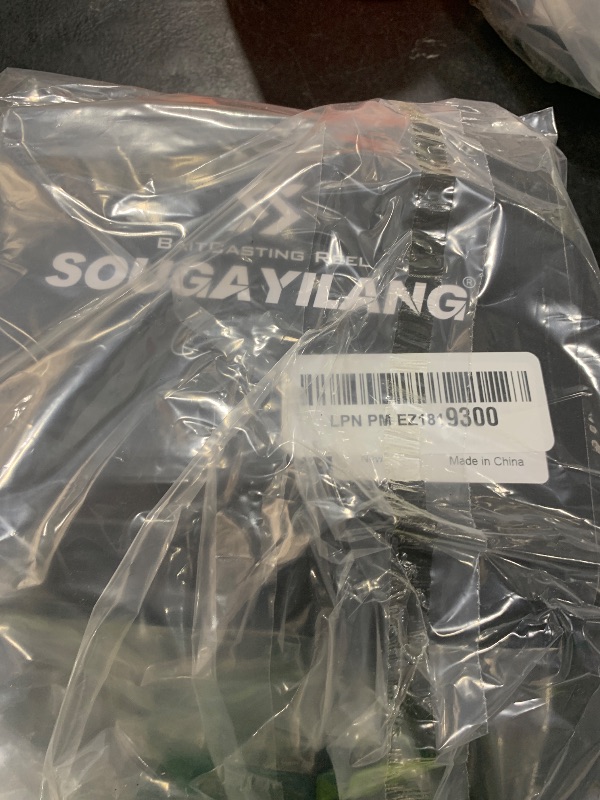 BAITCASTING REEL
SOUGAYILANG®
LPN PM EZ1819300
Made in China